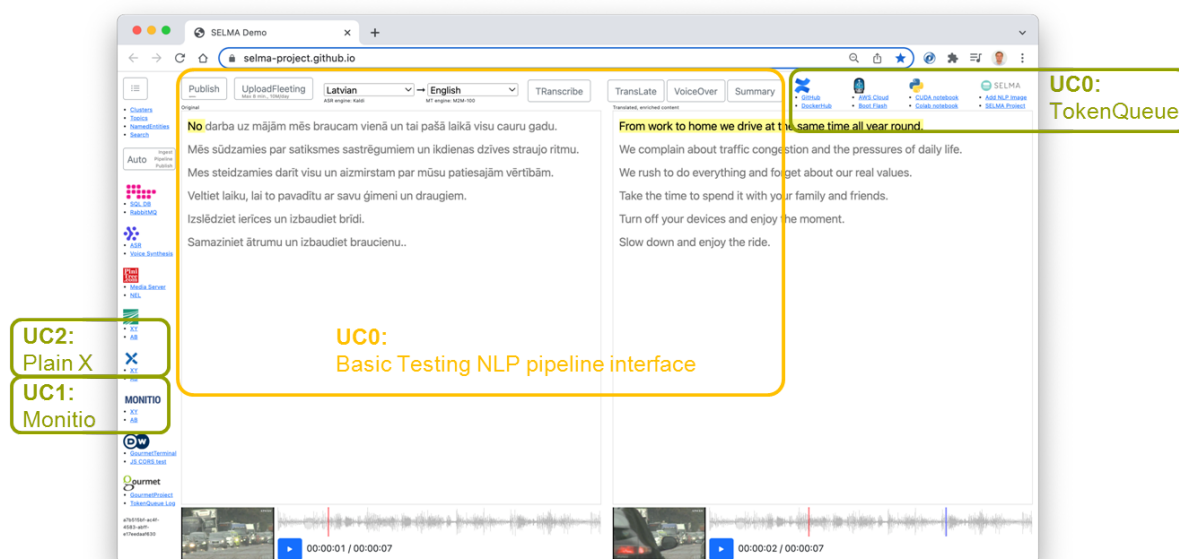 SELMA Demo
selma-project.github.io
Publish
UploadFleeting
Max 8 min., 10M/day
Latvian → English
ASR engine: Kaldi
MT engine: M2M-100
TRanscribe
TransLate
VoiceOver
Summary
GitHub
DockerHub
AWS Cloud
Boot Flash
CUDA notebook
Colab notebook
SELMA
Add NLP image
SELMA Project
UC0:
TokenQueue
Clusters
Topics
NamedEntities
Search
Auto
Ingest
Pipeline
Publish
SQL DB
RabbitMQ
ASR
Voice Synthesis
Media Server
NEL
XY
AB
UC2:
Plain X
XY
UC1:
Monitio
MONITIO
XY
AB
DW
GourmetTerminal
JS CORS test
gourmet
GourmetProject
TokenQueue Log
Original
No darba uz mājām mēs braucam vienā un tai pašā laikā visu cauru gadu.
Mēs sūdzamies par satiksmes sastrēgumiem un ikdienas dzīves straujo ritmu.
Mes steidzamies darīt visu un aizmirstam par mūsu patiesajām vērtībām.
Veltiet laiku, lai to pavadītu ar savu ģimeni un draugiem.
Izslēdziet ierīces un izbaudiet brīdi.
Samaziniet ātrumu un izbaudiet braucienu..
UC0:
Basic Testing NLP pipeline interface
Translated, enriched content
From work to home we drive at the same time all year round.
We complain about traffic congestion and the pressures of daily life.
We rush to do everything and forget about our real values.
Take the time to spend it with your family and friends.
Turn off your devices and enjoy the moment.
Slow down and enjoy the ride.
00:00:01 / 00:00:07
00:00:02 / 00:00:07